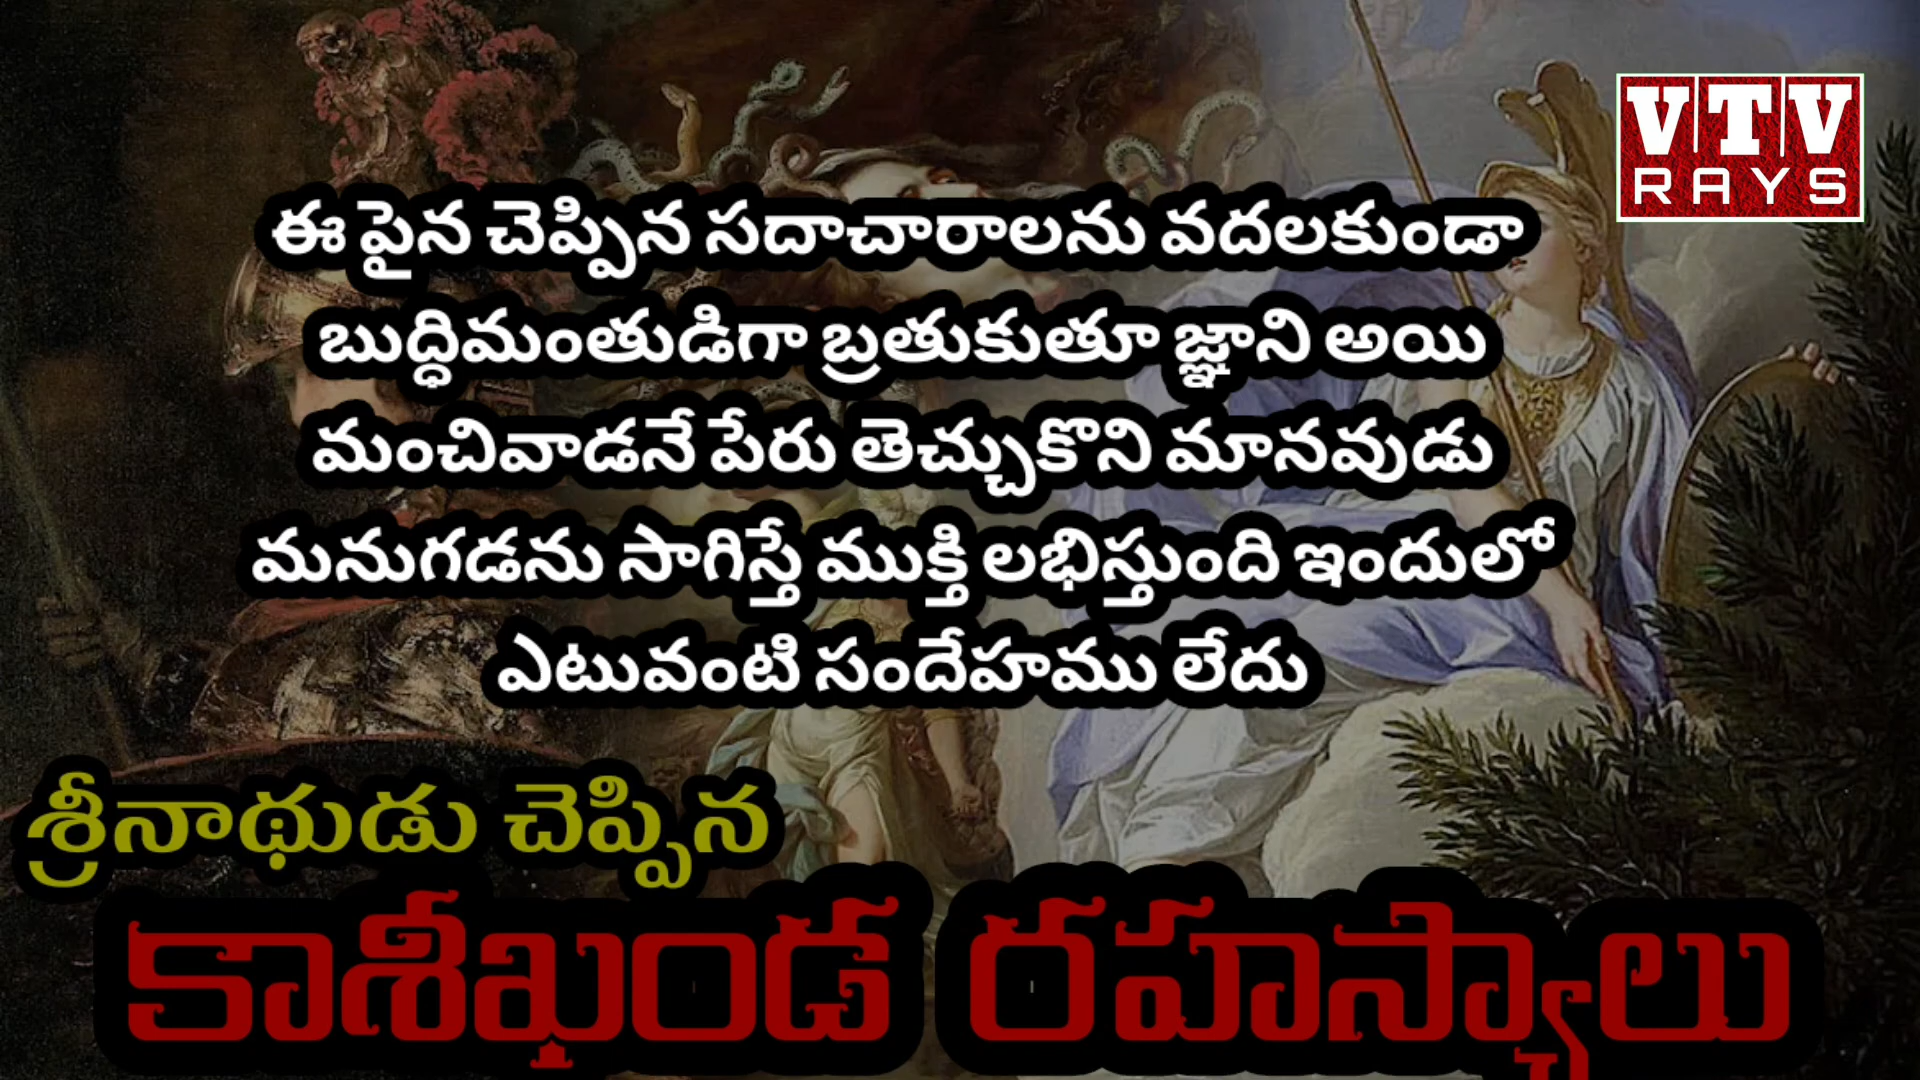 VTV
RAYS
ఈ పైన చెప్పిన సదాచారాలను వదలకుండా
బుద్ధిమంతుడిగా బ్రతుకుతూ జ్ఞాని అయి
మంచివాడనే పేరు తెచ్చుకొని మానవుడు
మనుగడను సాగిస్తే ముక్తి లభిస్తుంది ఇందులో
ఎటువంటి సందేహము లేదు
శ్రీనాథుడు చెప్పిన
కాశీఖండ రహస్యాలు